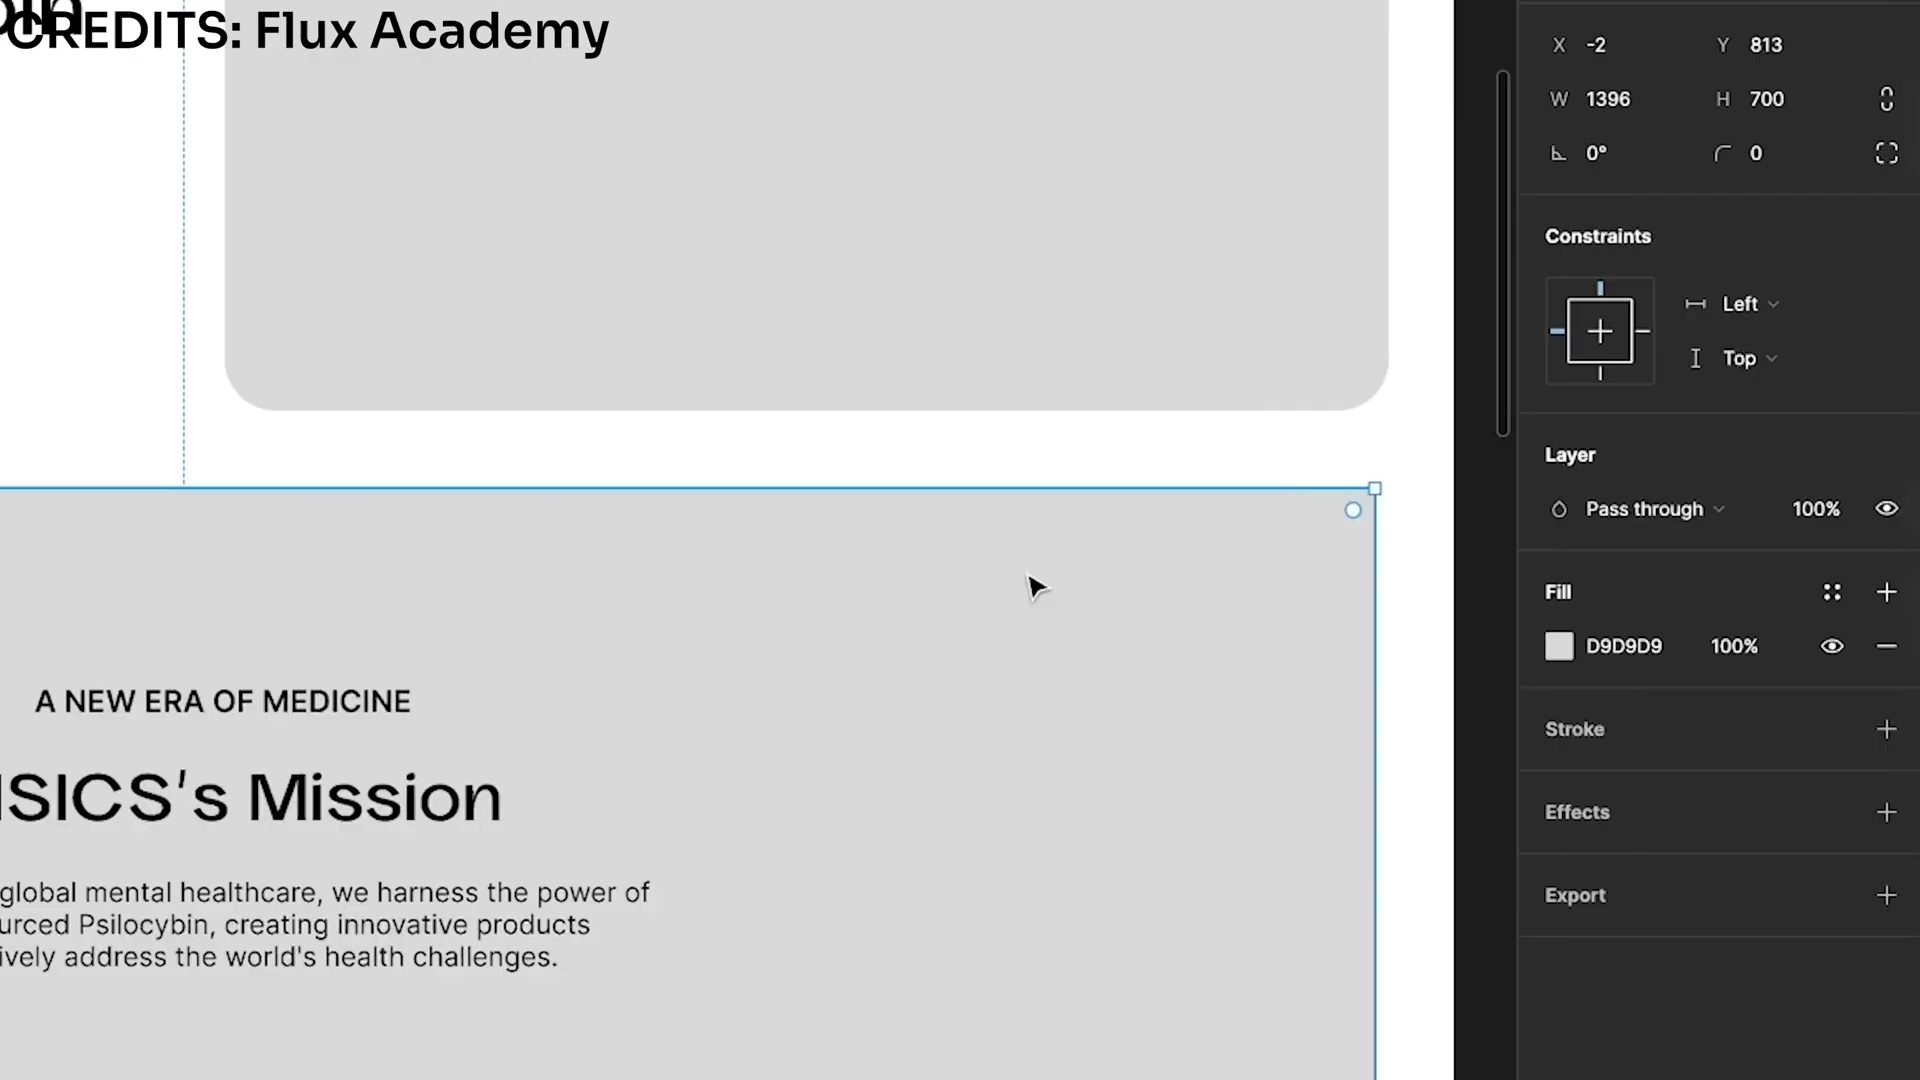 CREDITS: Flux Academy
X -2 Y 813
W 1396 H 700
0° 0
Constraints
Left
Top
Layer
Pass through 100%
Fill
D9D9D9 100%
Stroke
Effects
Export
A NEW ERA OF MEDICINE
SICS's Mission
global mental healthcare, we harness the power of
urced Psilocybin, creating innovative products
ively address the world's health challenges.